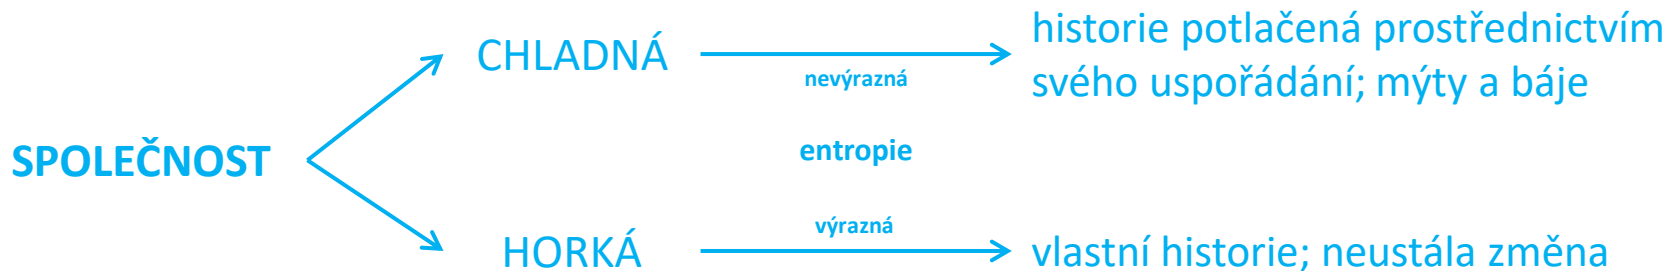 SPOLEČNOST
CHLADNÁ
nevýrazná
historie potlačená prostřednictvím
svého uspořádání; mýty a báje
entropie
HORKÁ
výrazná
vlastní historie; neustála změna